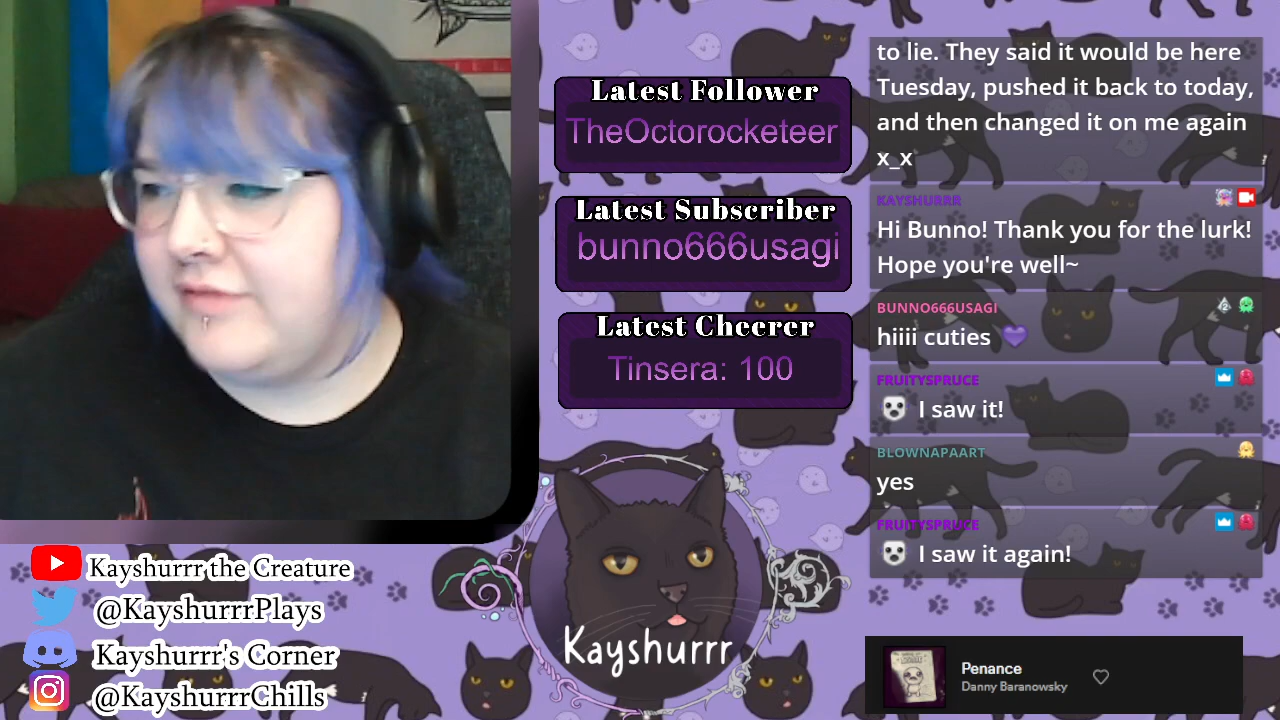 Latest Follower
TheOctorocketeer
Latest Subscriber
bunno666usagi
Latest Cheerer
Tinsera: 100
to lie. They said it would be here
Tuesday, pushed it back to today,
and then changed it on me again
x_x
KAYSHURRR
Hi Bunno! Thank you for the lurk!
Hope you're well~
BUNNO666USAGI
hiiii cuties
FRUITYSPRUCE
I saw it!
BLOWNAPAART
yes
FRUITYSPRUCE
I saw it again!
Kayshurrr the Creature
@KayshurrrPlays
Kayshurrr's Corner
@KayshurrrChills
Kayshurrr
Penance
Danny Baranowsky